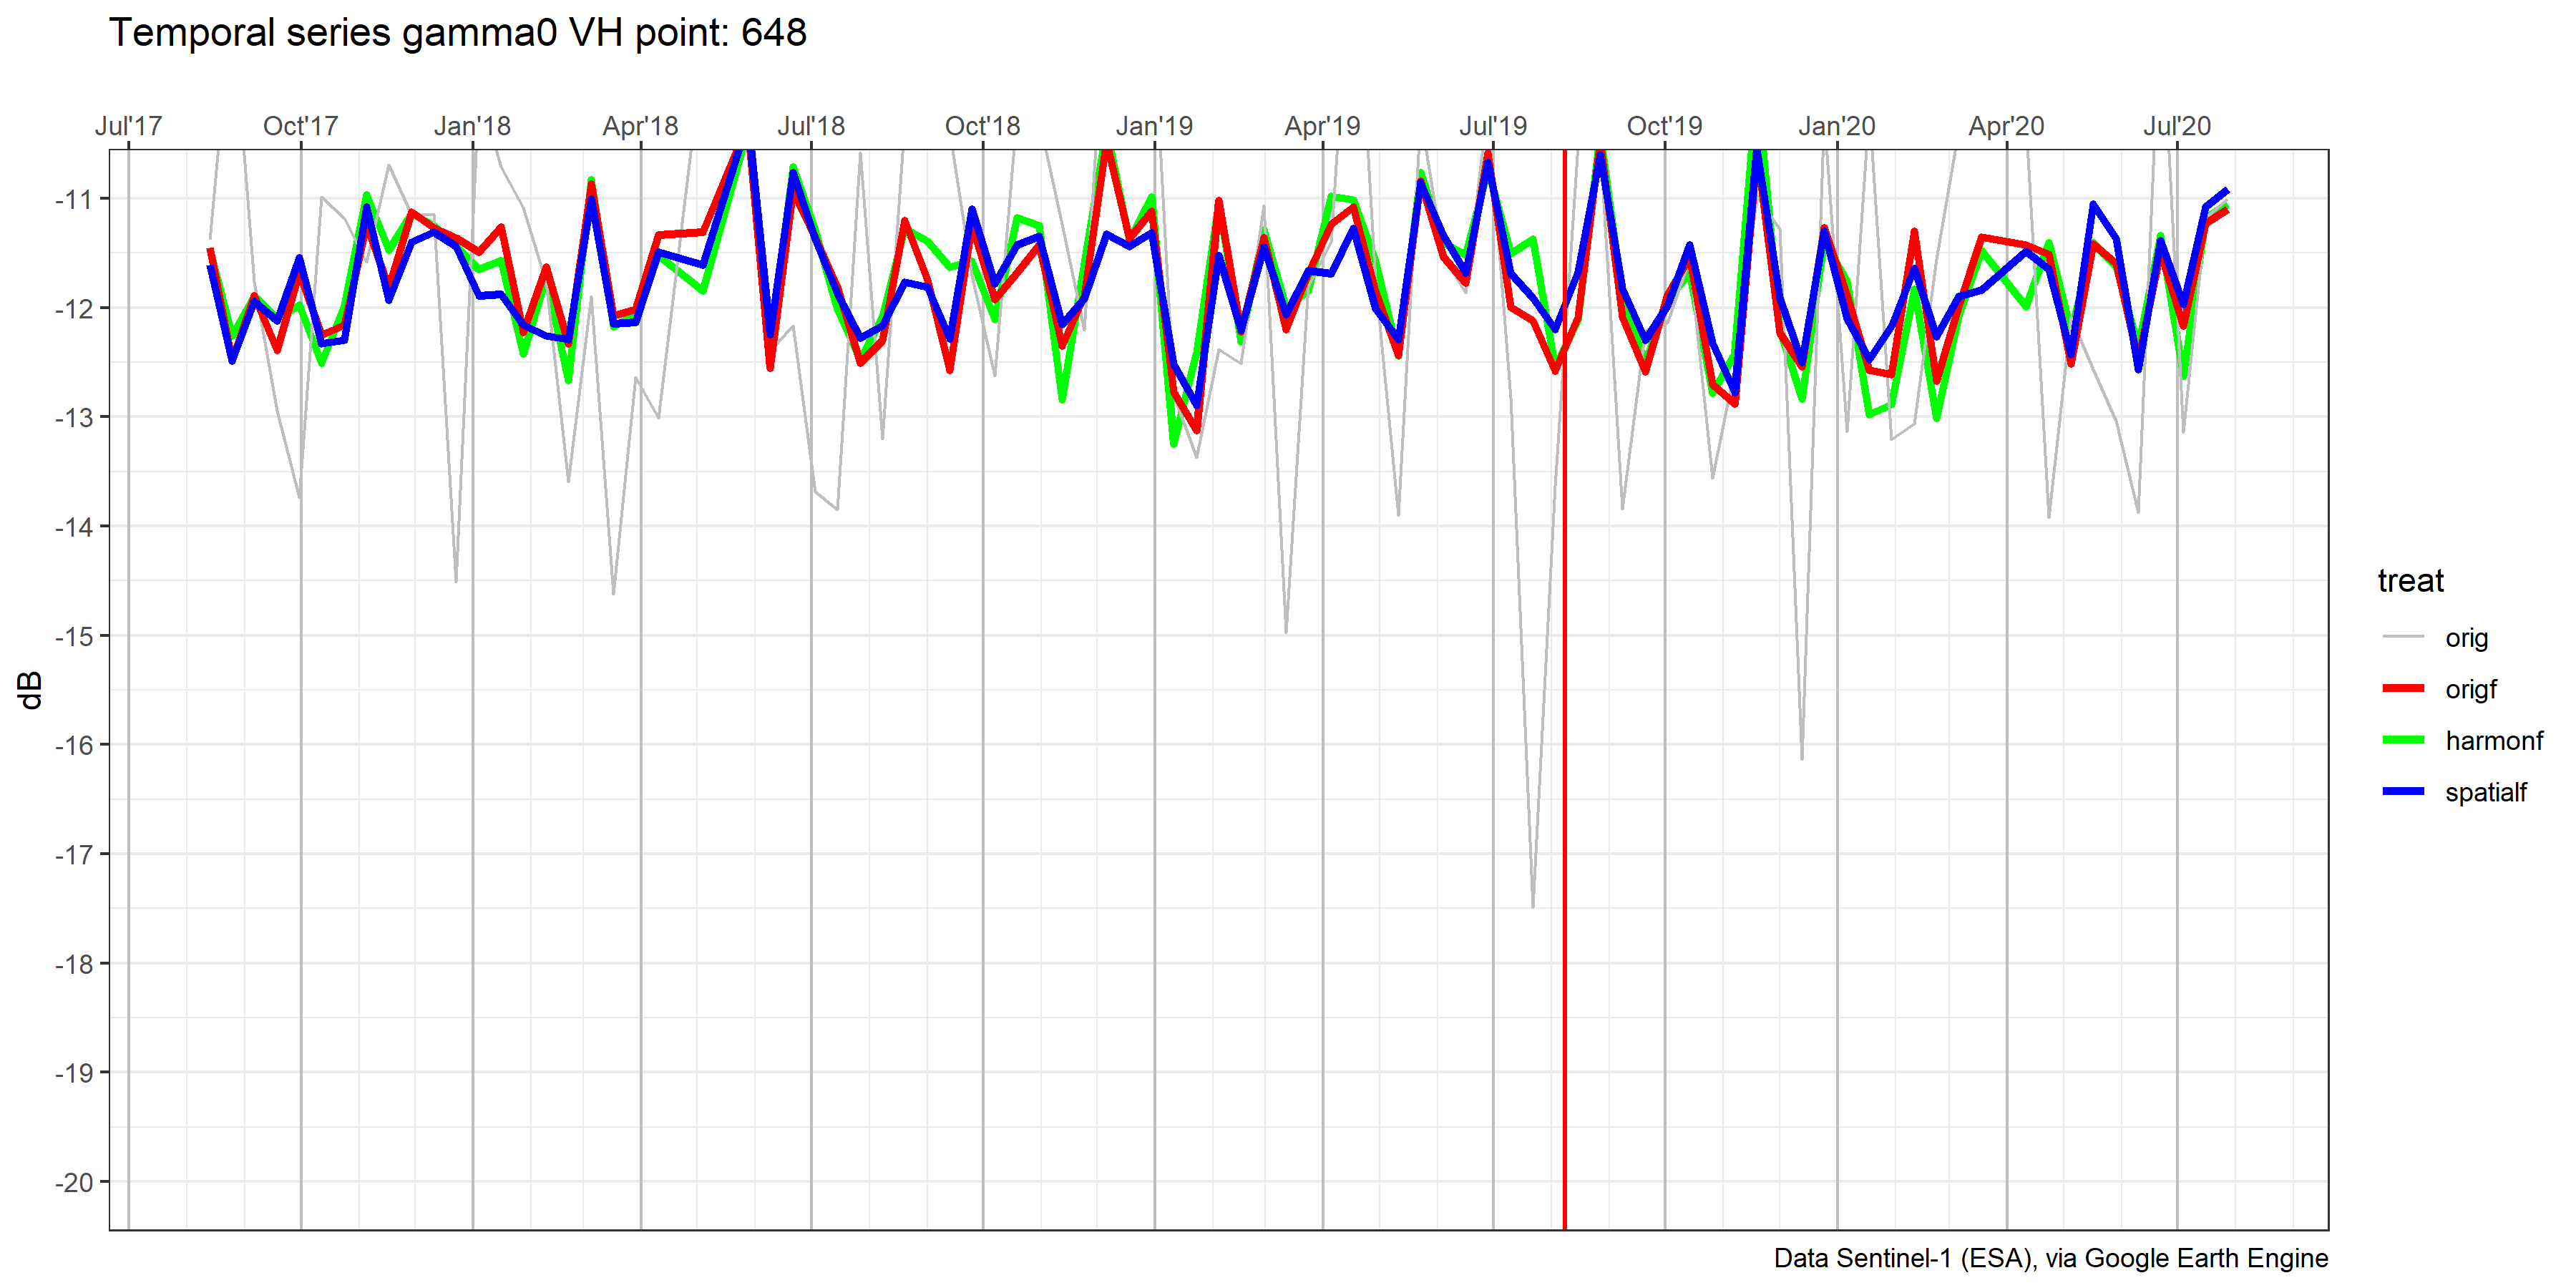 Temporal series gamma0 VH point: 648
Jul'17 Oct'17 Jan'18 Apr'18 Jul'18 Oct'18 Jan'19 Apr'19 Jul'19 Oct'19 Jan'20 Apr'20 Jul'20
-11
-12
-13
-14
-15
-16
-17
-18
-19
-20
dB
treat
orig
origf
harmonf
spatialf
Data Sentinel-1 (ESA), via Google Earth Engine